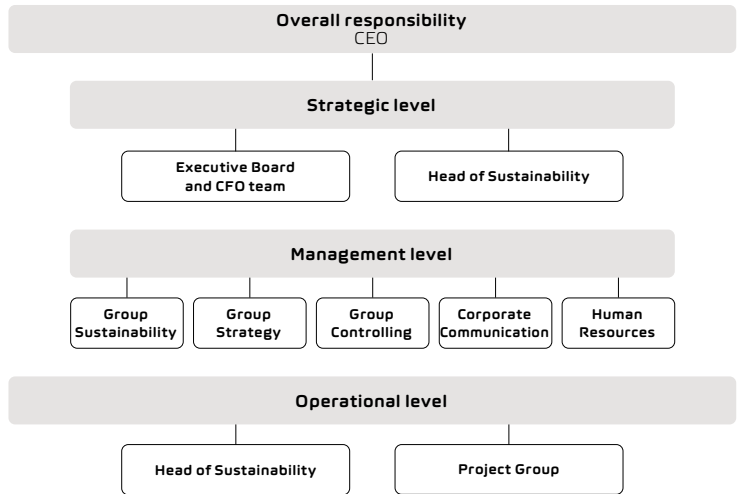 Overall responsibility
CEO
Strategic level
Executive Board
and CFO team
Head of Sustainability
Management level
Group
Sustainability
Group
Strategy
Group
Controlling
Corporate
Communication
Human
Resources
Operational level
Head of Sustainability
Project Group